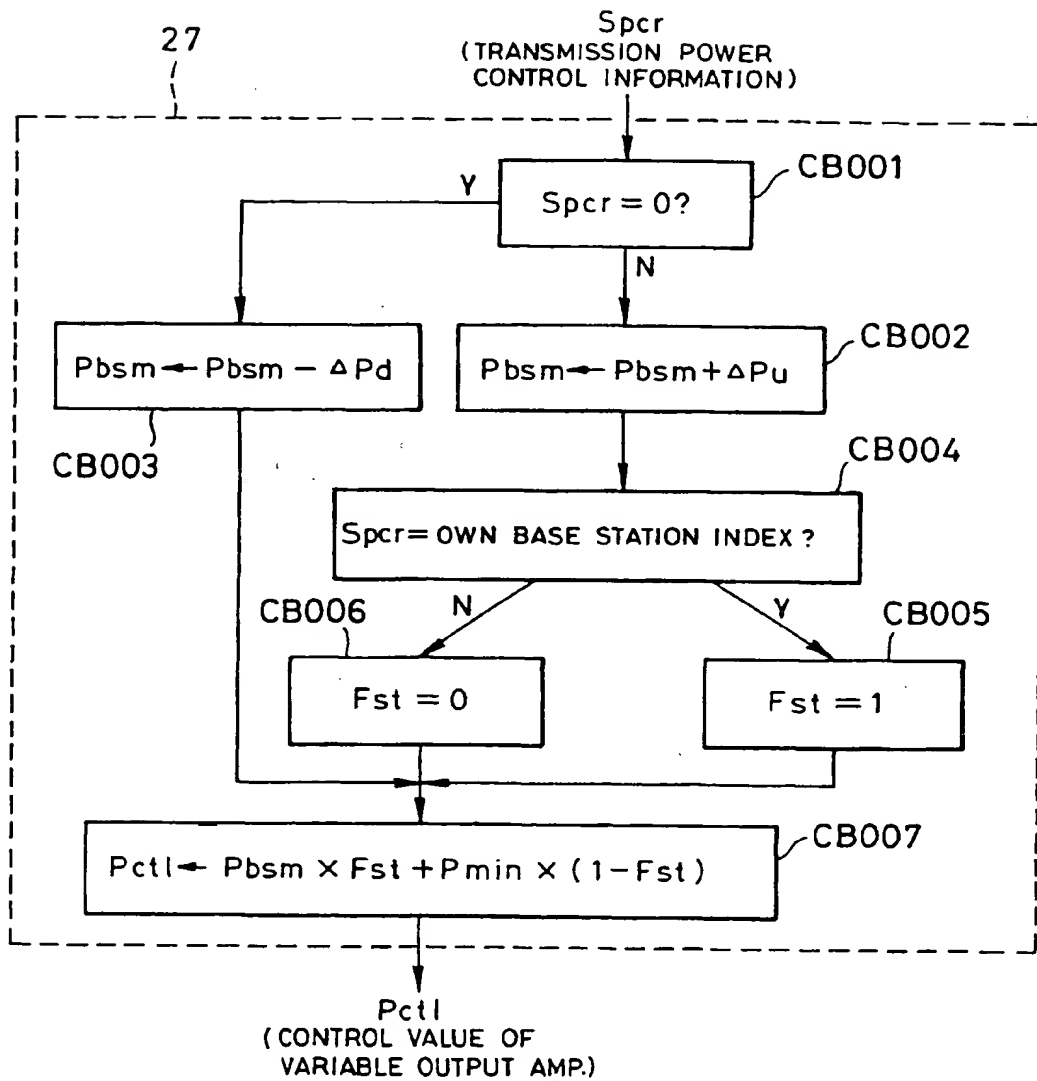 27
Spcr
(TRANSMISSION POWER
CONTROL INFORMATION)
CB001
Spcr = 0?
Y
N
CB002
Pbsm ← Pbsm - ΔPd
Pbsm ← Pbsm + ΔPu
CB003
CB004
Spcr = OWN BASE STATION INDEX ?
CB006
N
Y
CB005
Fst = 0
Fst = 1
CB007
Pctl ← Pbsm × Fst + Pmin × (1-Fst)
Pctl
(CONTROL VALUE OF
VARIABLE OUTPUT AMP.)